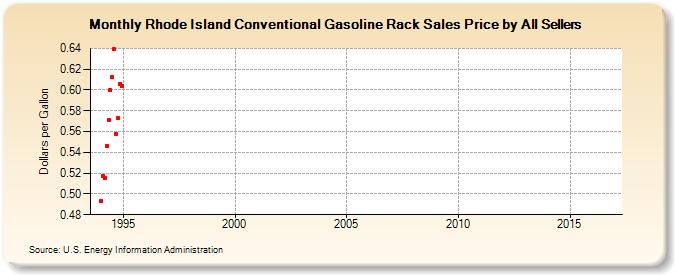 Monthly Rhode Island Conventional Gasoline Rack Sales Price by All Sellers
Dollars per Gallon
0.64
0.62
0.60
0.58
0.56
0.54
0.52
0.50
0.48
1995 2000 2005 2010 2015
Source: U.S. Energy Information Administration